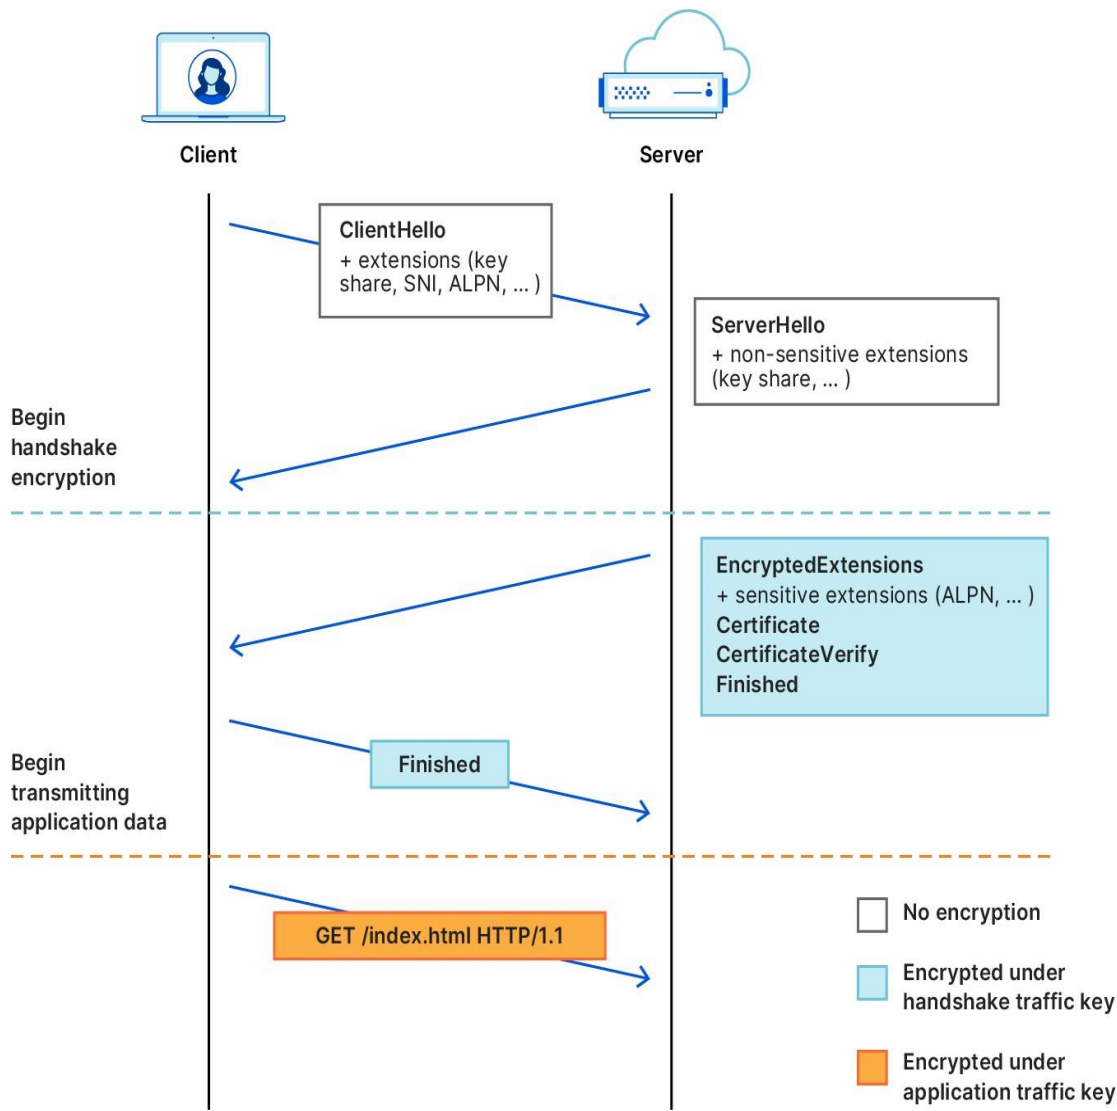 Client
Server
ClientHello
+ extensions (key
share, SNI, ALPN, ... )
ServerHello
+ non-sensitive extensions
(key share, ... )
Begin
handshake
encryption
EncryptedExtensions
+ sensitive extensions (ALPN, ... )
Certificate
CertificateVerify
Finished
Finished
Begin
transmitting
application data
GET /index.html HTTP/1.1
No encryption
Encrypted under
handshake traffic key
Encrypted under
application traffic key